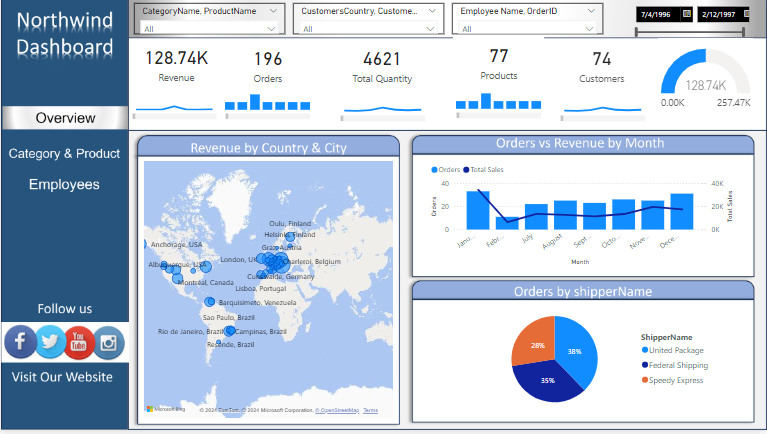 Northwind
Dashboard
Overview
Category & Product
Employees
Follow us
You
Tube
Visit Our Website
CategoryName, ProductName
All
CustomersCountry, Custome...
All
Employee Name, OrderID
All
7/4/1996
2/12/1997
128.74K
Revenue
196
Orders
4621
Total Quantity
77
Products
74
Customers
128.74K
0.00K
257.47K
Revenue by Country & City
Oulu, Finland
Helsinki, Finland
Anchorage, USA
Graz, Austria
Albuquerque, USA
London, UK
Charleroi, Belgium
Montréal, Canada
Cunewalde, Germany
Lisboa, Portugal
Barquisimeto, Venezuela
Sao Paulo, Brazil
Rio de Janeiro, Brazil
Campinas, Brazil
Resende, Brazil
Microsoft Bing
© 2024 TomTom, © 2024 Microsoft Corporation, © OpenStreetMap Terms
Orders vs Revenue by Month
Orders
Total Sales
40
20
0
Orders
40K
20K
0K
Total Sales
Janu...
Febr...
July
August
Sept...
Octo...
Nove...
Dece...
Month
Orders by shipperName
28%
38%
35%
ShipperName
United Package
Federal Shipping
Speedy Express